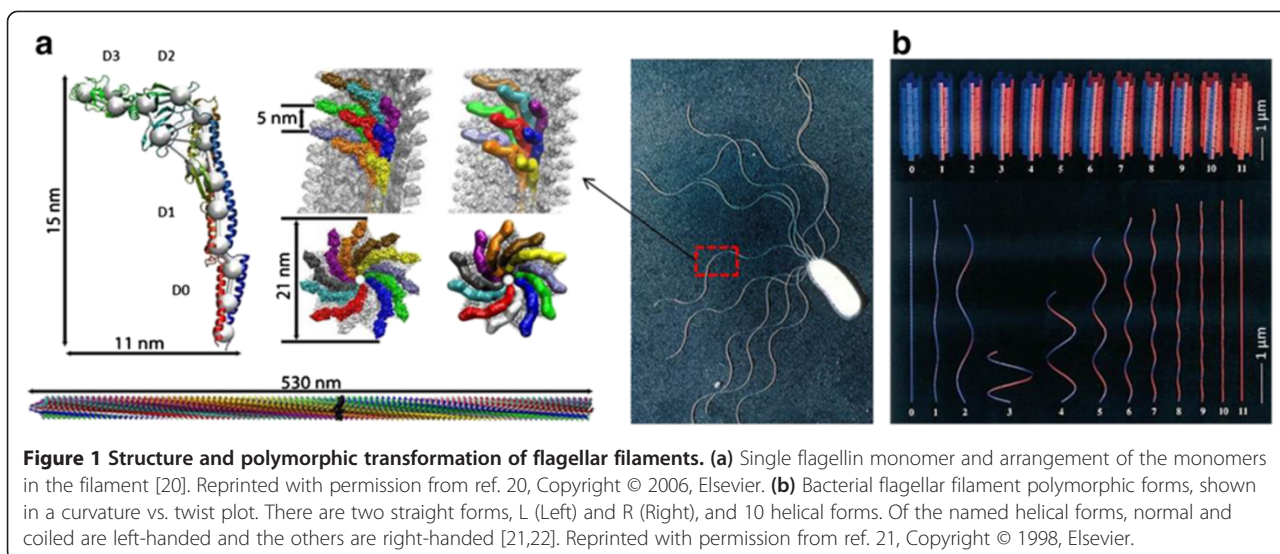 a
b
D3
D2
D1
D0
15 nm
11 nm
5 nm
21 nm
530 nm
0 1 2 3 4 5 6 7 8 9 10 11
1 μm
0 1 2 3 4 5 6 7 8 9 10 11
1 μm
Figure 1 Structure and polymorphic transformation of flagellar filaments. (a) Single flagellin monomer and arrangement of the monomers
in the filament [20]. Reprinted with permission from ref. 20, Copyright © 2006, Elsevier. (b) Bacterial flagellar filament polymorphic forms, shown
in a curvature vs. twist plot. There are two straight forms, L (Left) and R (Right), and 10 helical forms. Of the named helical forms, normal and
coiled are left-handed and the others are right-handed [21,22]. Reprinted with permission from ref. 21, Copyright © 1998, Elsevier.